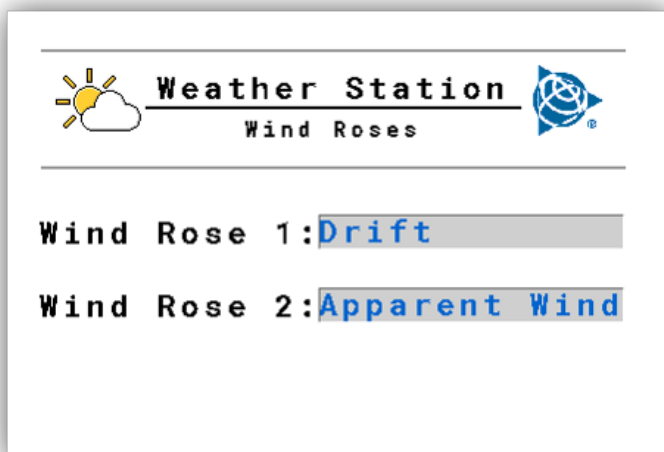 Weather Station
Wind Roses
®
Wind Rose 1:Drift
Wind Rose 2:Apparent Wind